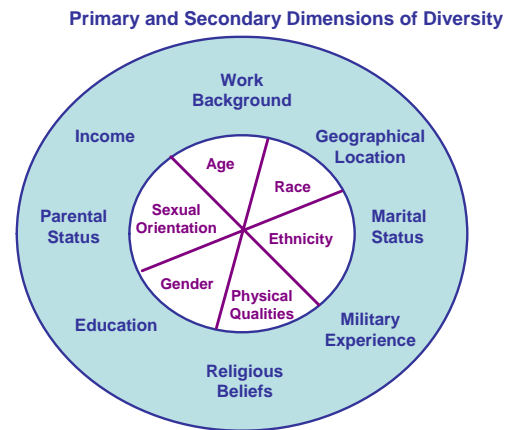 Primary and Secondary Dimensions of Diversity
Work
Background
Income
Geographical
Location
Age
Race
Parental
Status
Sexual
Orientation
Ethnicity
Marital
Status
Gender
Physical
Qualities
Education
Military
Experience
Religious
Beliefs